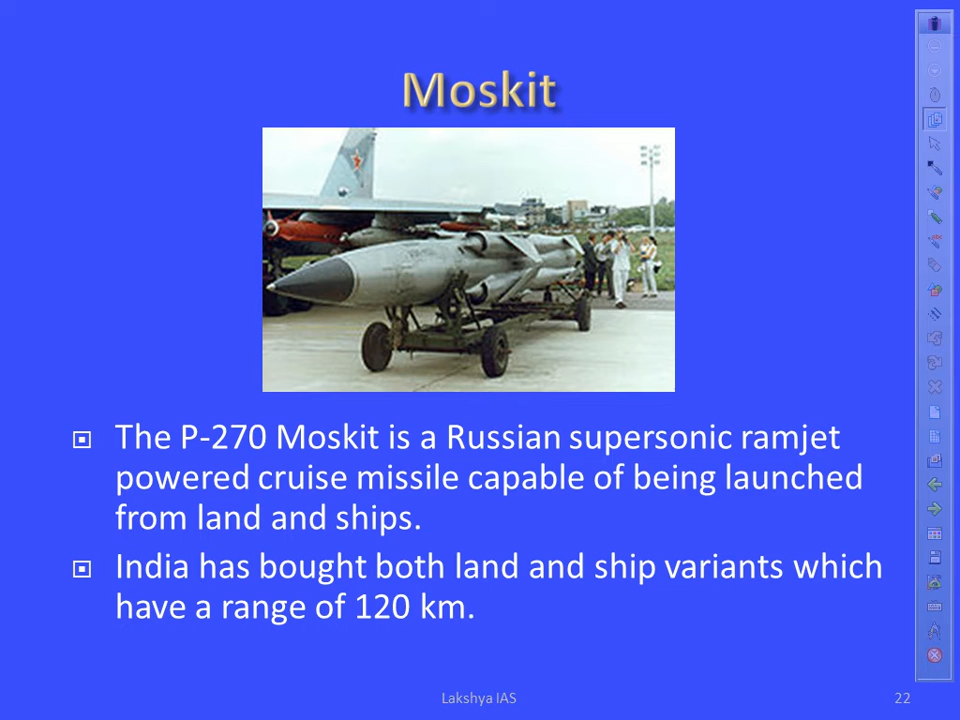 Moskit
The P-270 Moskit is a Russian supersonic ramjet
powered cruise missile capable of being launched
from land and ships.
India has bought both land and ship variants which
have a range of 120 km.
Lakshya IAS
22